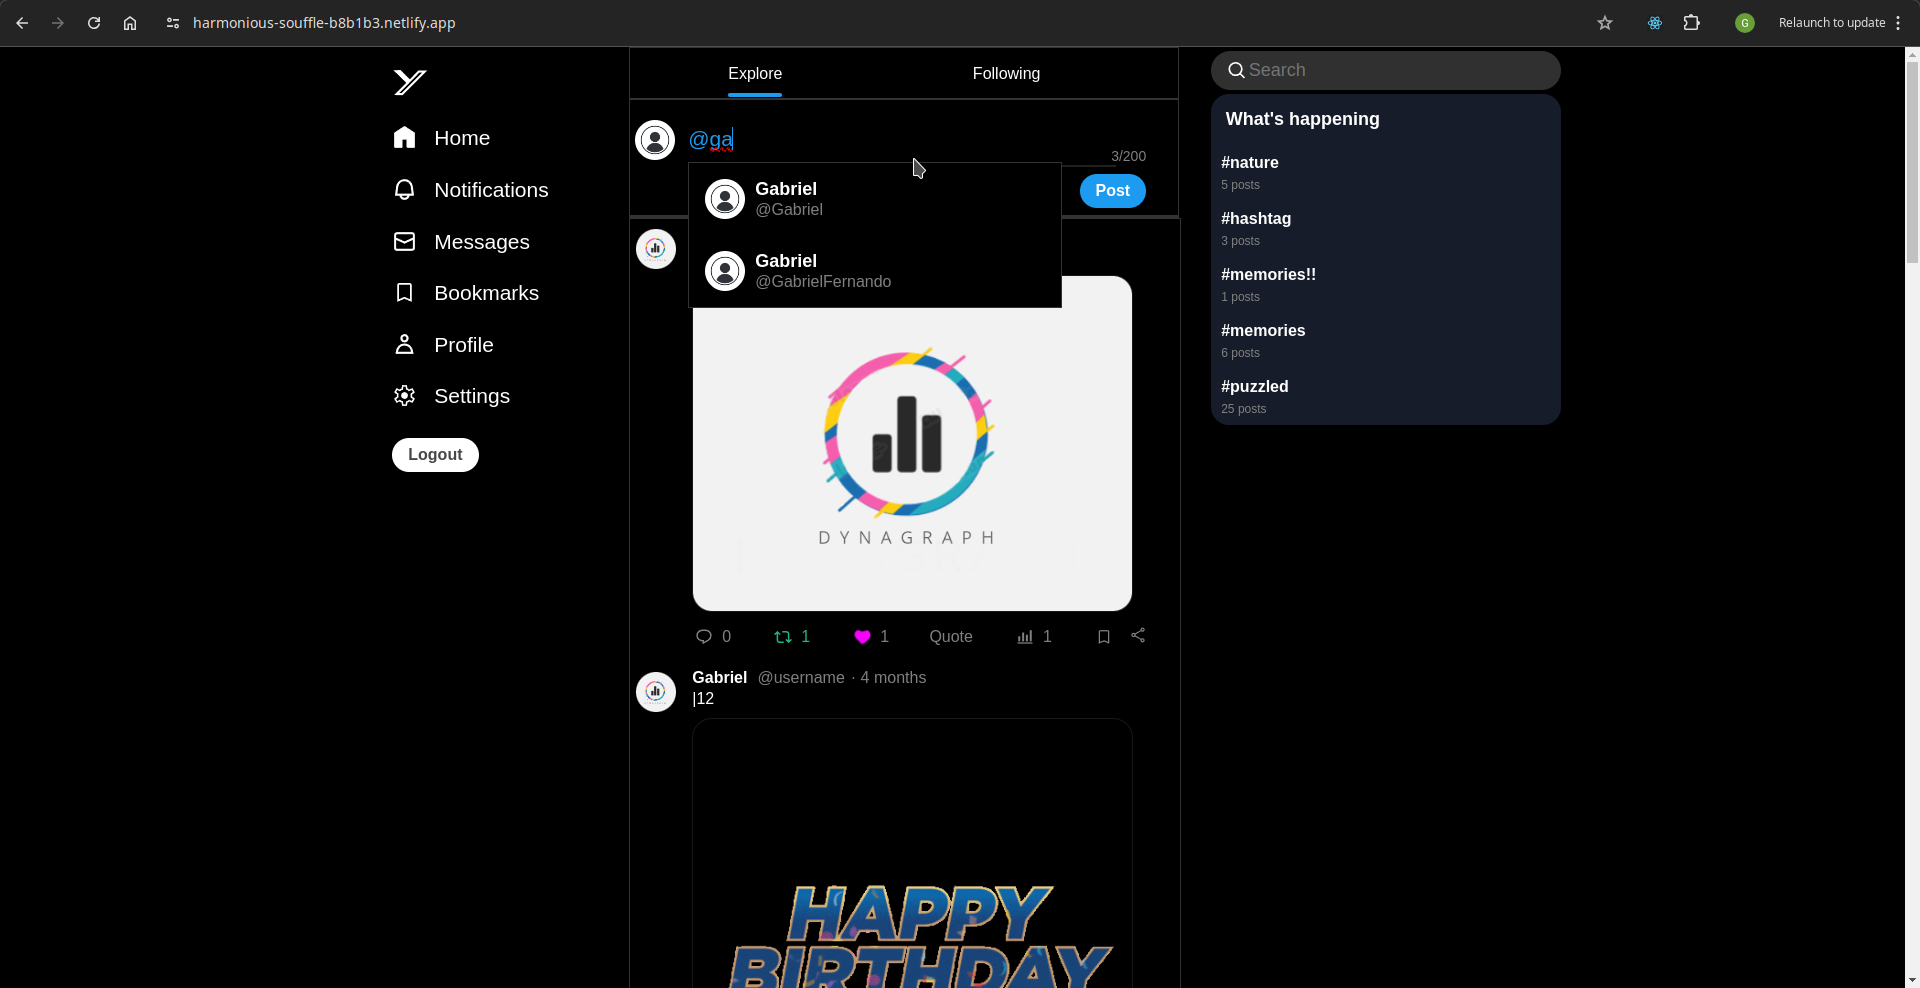 harmonious-souffle-b8b1b3.netlify.app
G
Relaunch to update
Home
Notifications
Messages
Bookmarks
Profile
Settings
Logout
Explore
Following
@ga
3/200
Post
Gabriel
@Gabriel
Gabriel
@GabrielFernando
DYNAGRAPH
0
1
1
Quote
1
Gabriel @username · 4 months
|12
HAPPY
BIRTHDAY
Search
What's happening
#nature
5 posts
#hashtag
3 posts
#memories!!
1 posts
#memories
6 posts
#puzzled
25 posts